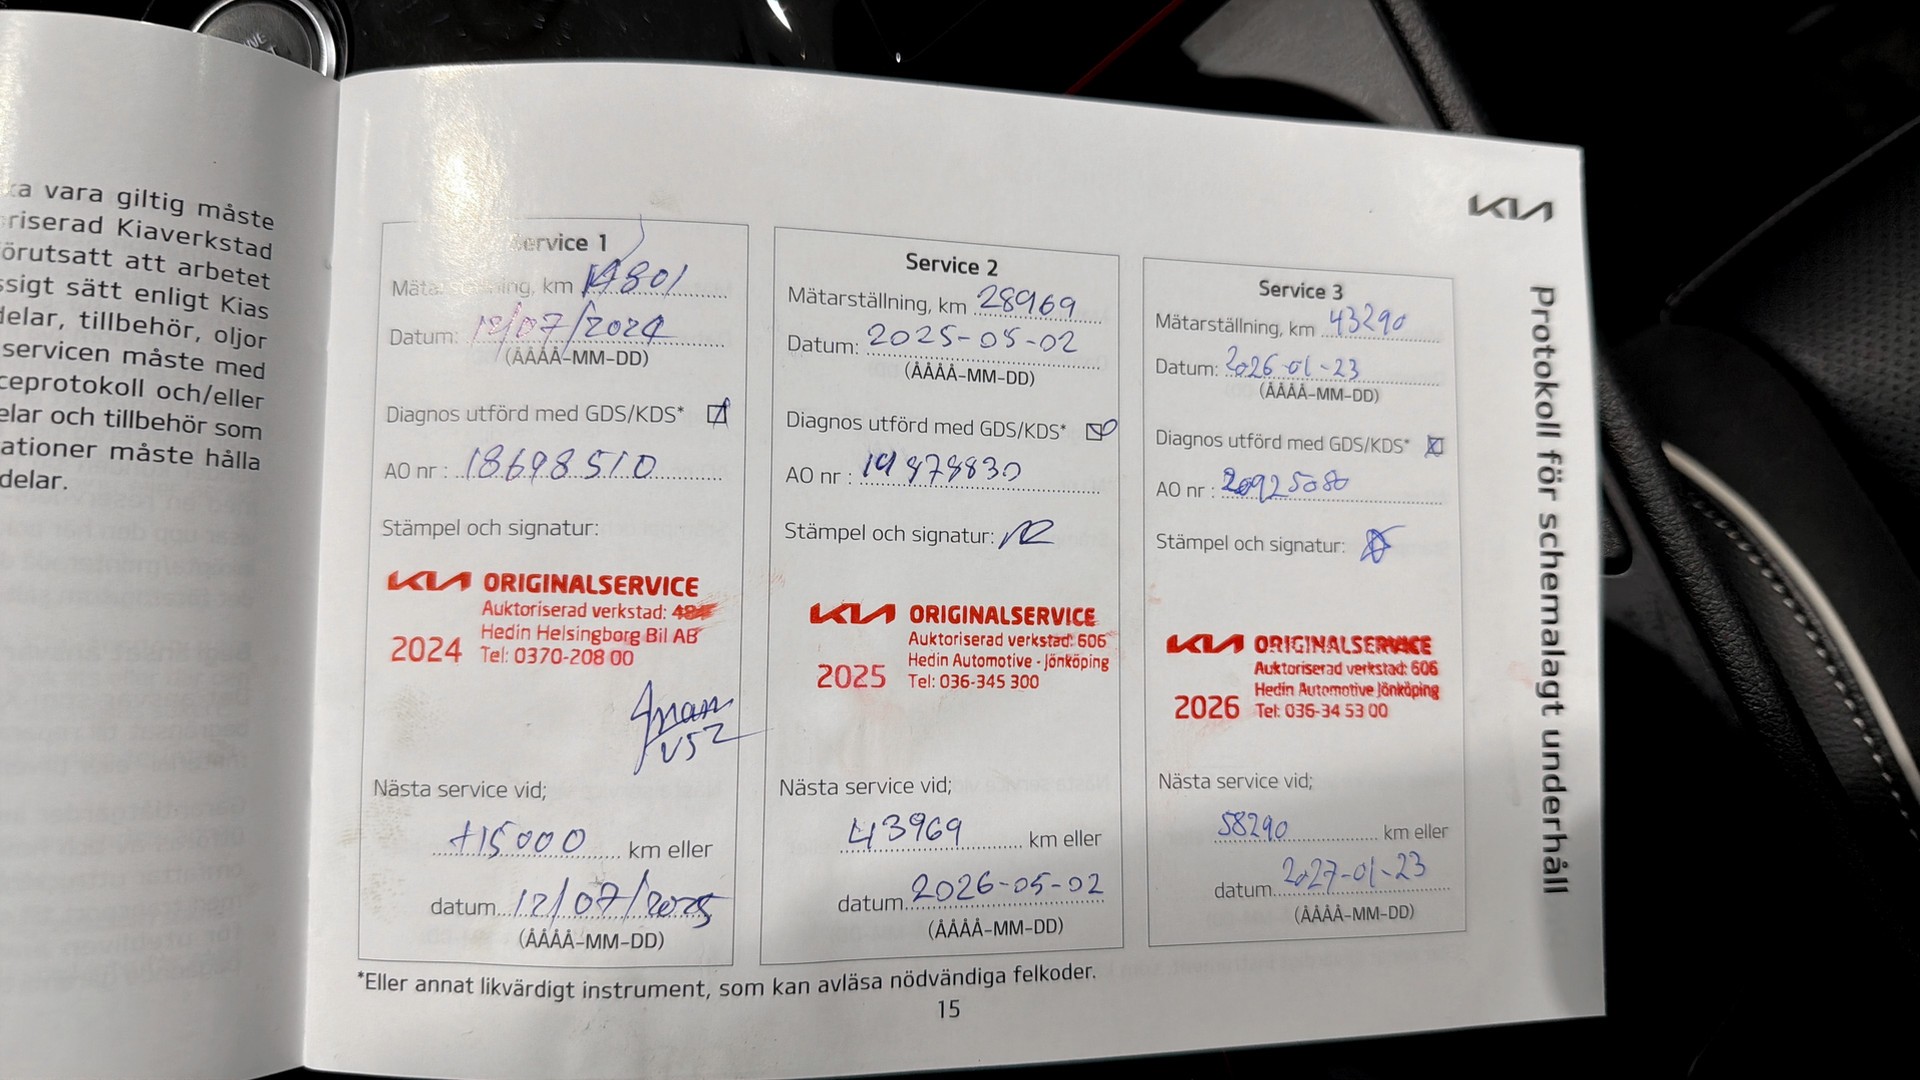 ka vara giltig måste
riserad Kiaverkstad
örutsatt att arbetet
ssigt sätt enligt Kias
delar, tillbehör, oljor
servicen måste med
ceprotokoll och/eller
elar och tillbehör som
ationer måste hålla
delar.
KIA
Protokoll för schemalagt underhåll
Service 1
Mätarställning, km 14801
Datum: 12/07/2024
(ÅÅÅÅ-MM-DD)
Diagnos utförd med GDS/KDS*
AO nr : 18698510
Stämpel och signatur:
KIA ORIGINALSERVICE
Auktoriserad verkstad:
Hedin Helsingborg Bil AB
2024 Tel: 0370-208 00
V52
Nästa service vid;
+15000 km eller
datum 12/07/2025
(ÅÅÅÅ-MM-DD)
Service 2
Mätarställning, km 28969
Datum: 2025-05-02
(ÅÅÅÅ-MM-DD)
Diagnos utförd med GDS/KDS*
AO nr : 19878830
Stämpel och signatur:
KIA ORIGINALSERVICE
Auktoriserad verkstad: 606
Hedin Automotive - Jönköping
2025 Tel: 036-345 300
Nästa service vid;
43969 km eller
datum 2026-05-02
(ÅÅÅÅ-MM-DD)
Service 3
Mätarställning, km 43290
Datum: 2026-01-23
(ÅÅÅÅ-MM-DD)
Diagnos utförd med GDS/KDS*
AO nr : 20925080
Stämpel och signatur:
KIA ORIGINALSERVICE
Auktoriserad verkstad: 606
Hedin Automotive Jönköping
2026 Tel: 036-34 53 00
Nästa service vid;
58290 km eller
datum 2027-01-23
(ÅÅÅÅ-MM-DD)
*Eller annat likvärdigt instrument, som kan avläsa nödvändiga felkoder.
15